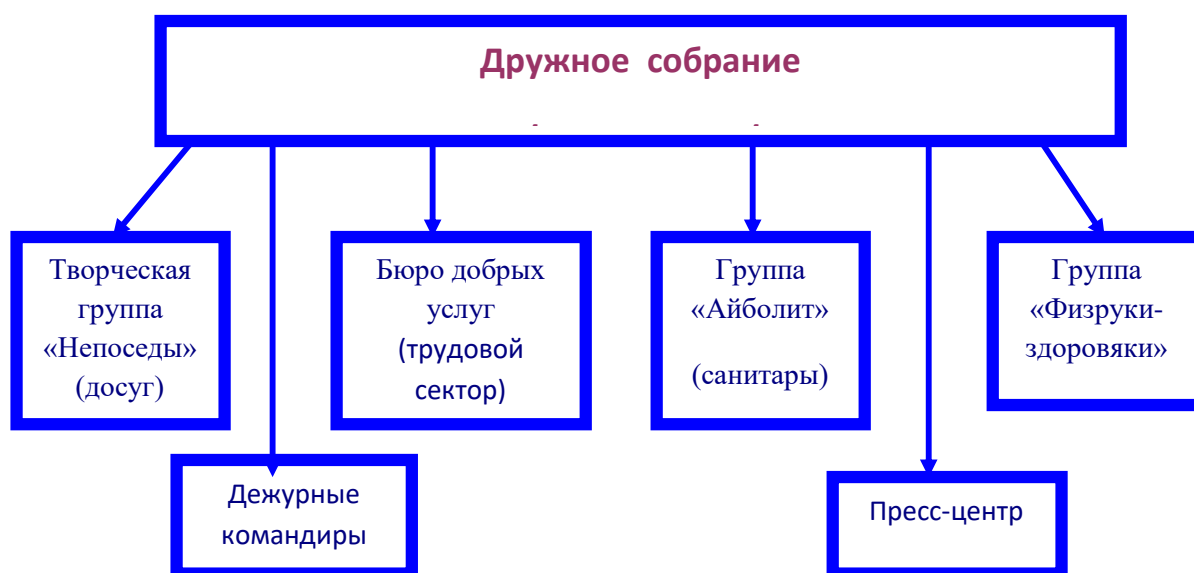 Дружное собрание
Творческая
группа
«Непоседы»
(досуг)
Бюро добрых
услуг
(трудовой
сектор)
Группа
«Айболит»
(санитары)
Группа
«Физруки-
здоровяки»
Дежурные
командиры
Пресс-центр